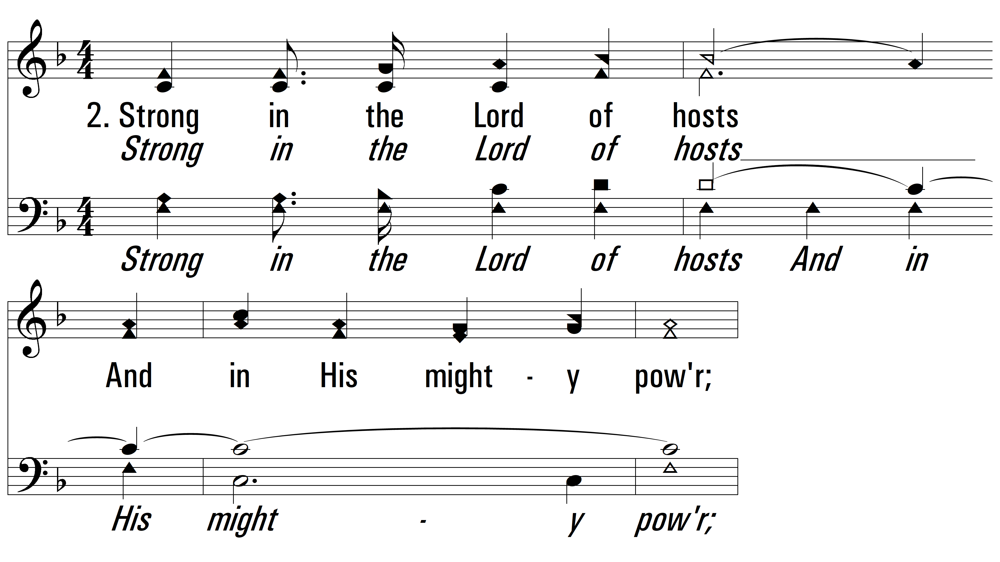 2. Strong in the Lord of hosts
Strong in the Lord of hosts
Strong in the Lord of hosts And in
And in His might - y pow'r;
His might - y pow'r;